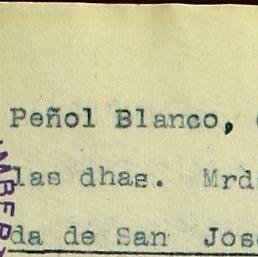 Peñol Blanco,
las dhas. Mrd
da de San Jos